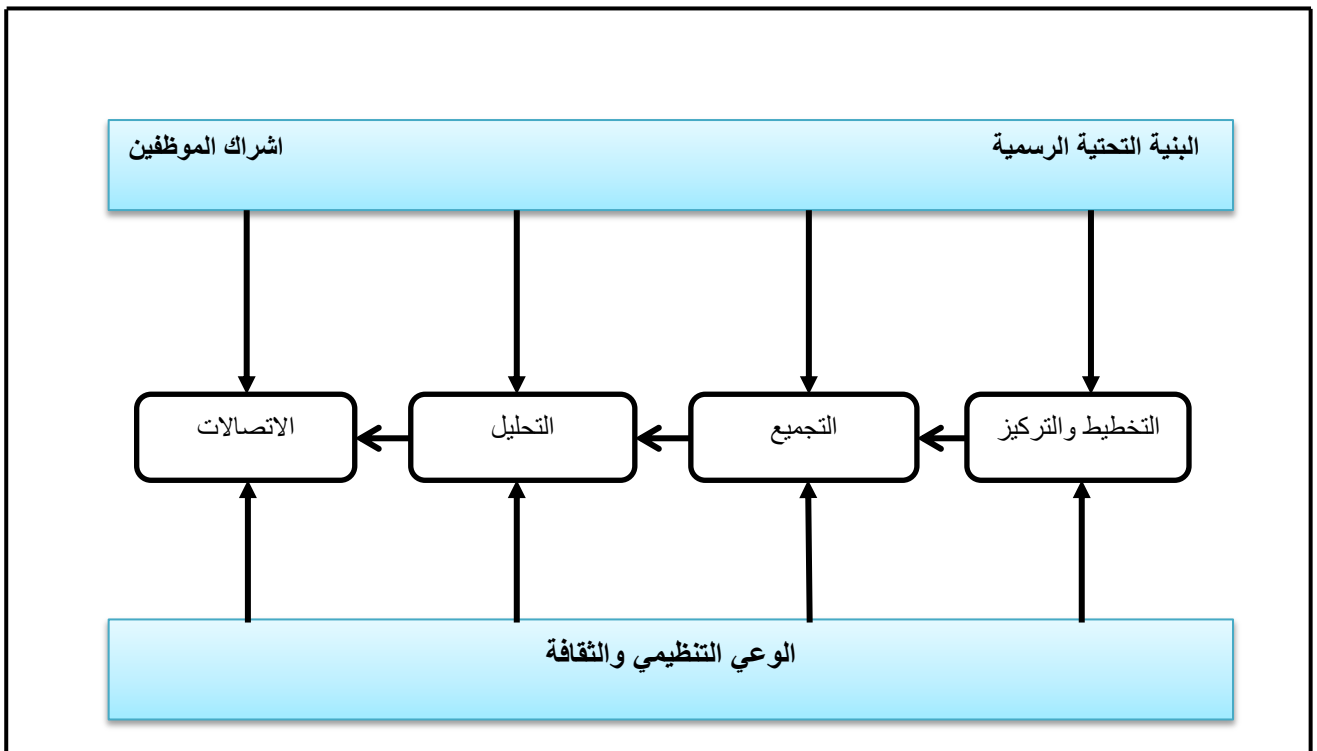 البنية التحتية الرسمية
اشراك الموظفين
التخطيط والتركيز
التجميع
التحليل
الاتصالات
الوعي التنظيمي والثقافة